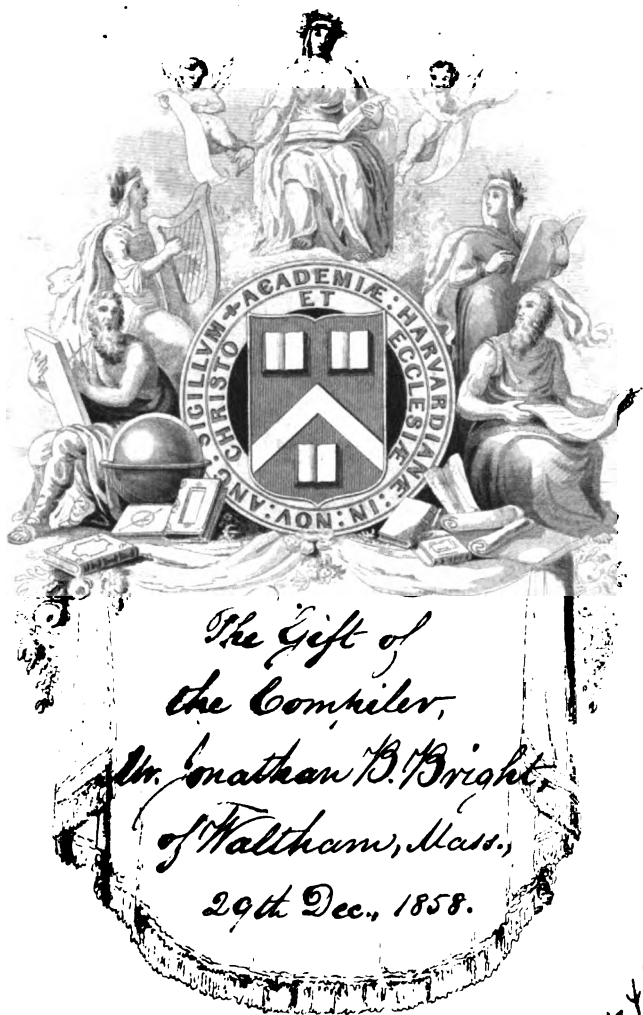 SIGILLVM + ACADEMIÆ : HARVARDIANÆ : IN : NOV : ANG :
CHRISTO ET ECCLESIÆ
The Gift of
the Compiler,
Mr. Jonathan B. Bright,
of Waltham, Mass.,
29th Dec., 1858.